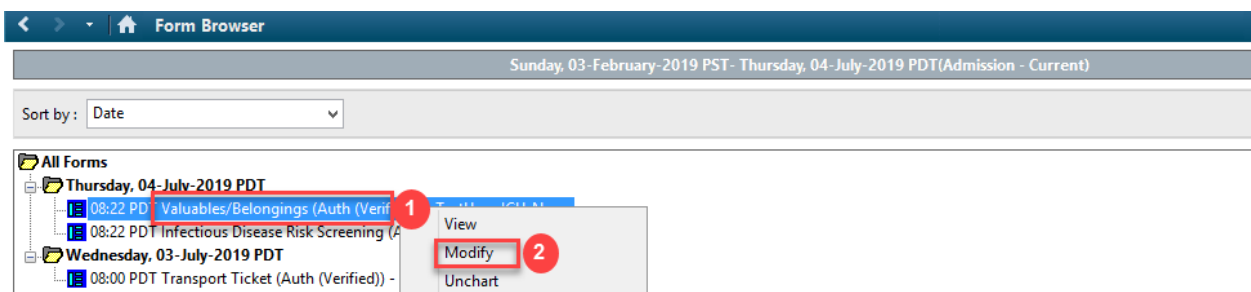 Form Browser
Sunday, 03-February-2019 PST- Thursday, 04-July-2019 PDT(Admission - Current)
Sort by : Date
All Forms
Thursday, 04-July-2019 PDT
08:22 PDT Valuables/Belongings (Auth (Verif 1
View
08:22 PDT Infectious Disease Risk Screening (A
Modify 2
Wednesday, 03-July-2019 PDT
Unchart
08:00 PDT Transport Ticket (Auth (Verified)) -